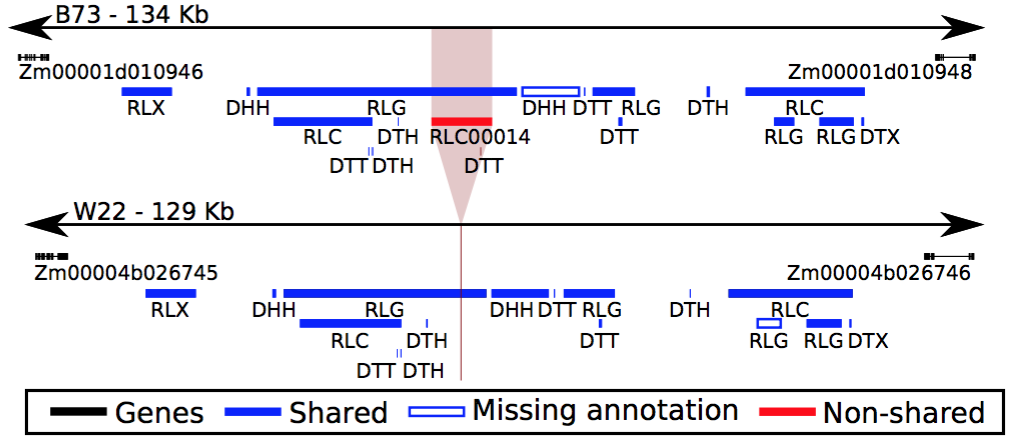 B73 - 134 Kb
Zm00001d010946 Zm00001d010948
RLX DHH RLG DHH DTT RLG DTH RLC
RLC DTH RLC00014 DTT RLG RLG DTX
DTT DTH DTT
W22 - 129 Kb
Zm00004b026745 Zm00004b026746
RLX DHH RLG DHH DTT RLG DTH RLC
RLC DTH DTT RLG RLG DTX
DTT DTH
Genes Shared Missing annotation Non-shared